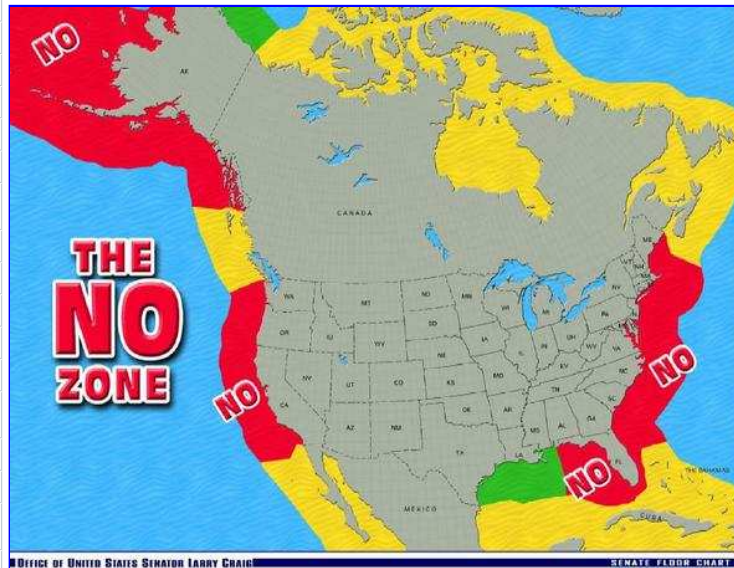 NO
AK
CANADA
THE
NO
ZONE
WA
MT
ND
MN
ME
VT
NH
OR
ID
WY
SD
WI
MI
NY
NV
UT
CO
NE
IA
IL
IN
OH
PA
CA
AZ
NM
KS
MO
KY
WV
VA
OK
AR
TN
NC
TX
LA
MS
AL
GA
SC
FL
NO
NO
NO
THE BAHAMAS
MEXICO
CUBA
OFFICE OF UNITED STATES SENATOR LARRY CRAIG
SENATE FLOOR CHART